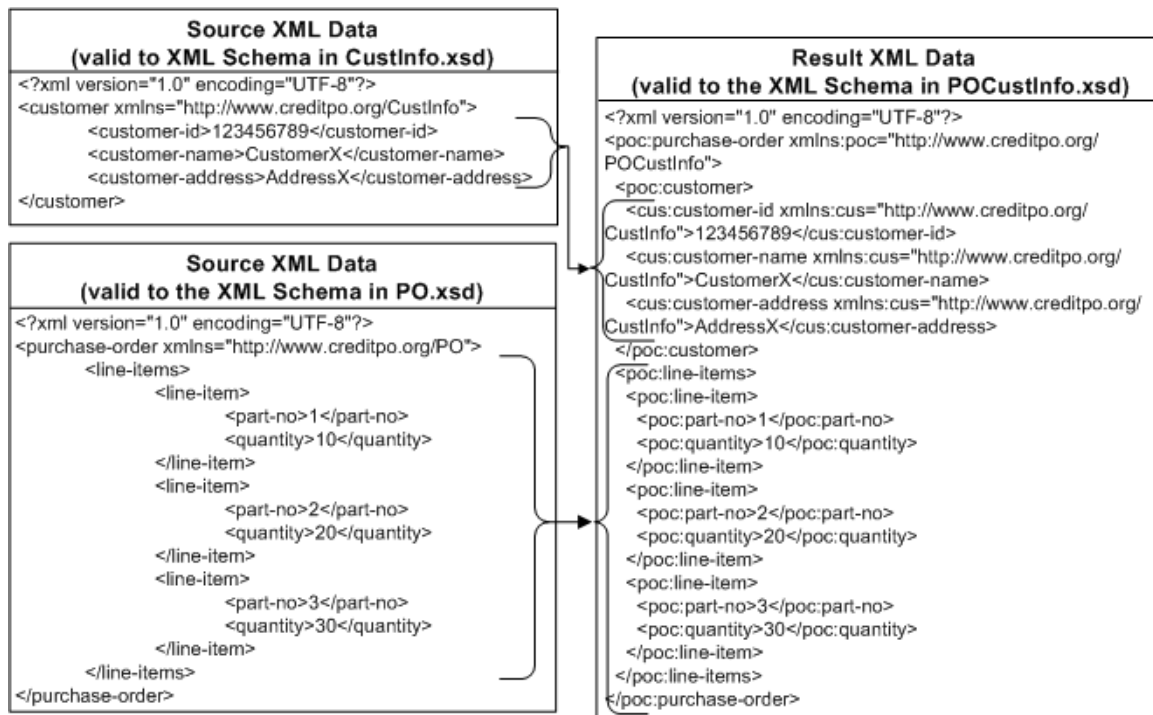 Source XML Data
(valid to XML Schema in CustInfo.xsd)
<?xml version="1.0" encoding="UTF-8"?>
<customer xmlns="http://www.creditpo.org/CustInfo">
<customer-id>123456789</customer-id>
<customer-name>CustomerX</customer-name>
<customer-address>AddressX</customer-address>
</customer>
Source XML Data
(valid to the XML Schema in PO.xsd)
<?xml version="1.0" encoding="UTF-8"?>
<purchase-order xmlns="http://www.creditpo.org/PO">
<line-items>
<line-item>
<part-no>1</part-no>
<quantity>10</quantity>
</line-item>
<line-item>
<part-no>2</part-no>
<quantity>20</quantity>
</line-item>
<line-item>
<part-no>3</part-no>
<quantity>30</quantity>
</line-item>
</line-items>
</purchase-order>
Result XML Data
(valid to the XML Schema in POCustInfo.xsd)
<?xml version="1.0" encoding="UTF-8"?>
<poc:purchase-order xmlns:poc="http://www.creditpo.org/
POCustInfo">
<poc:customer>
<cus:customer-id xmlns:cus="http://www.creditpo.org/
CustInfo">123456789</cus:customer-id>
<cus:customer-name xmlns:cus="http://www.creditpo.org/
CustInfo">CustomerX</cus:customer-name>
<cus:customer-address xmlns:cus="http://www.creditpo.org/
CustInfo">AddressX</cus:customer-address>
</poc:customer>
<poc:line-items>
<poc:line-item>
<poc:part-no>1</poc:part-no>
<poc:quantity>10</poc:quantity>
</poc:line-item>
<poc:line-item>
<poc:part-no>2</poc:part-no>
<poc:quantity>20</poc:quantity>
</poc:line-item>
<poc:line-item>
<poc:part-no>3</poc:part-no>
<poc:quantity>30</poc:quantity>
</poc:line-item>
</poc:line-items>
</poc:purchase-order>